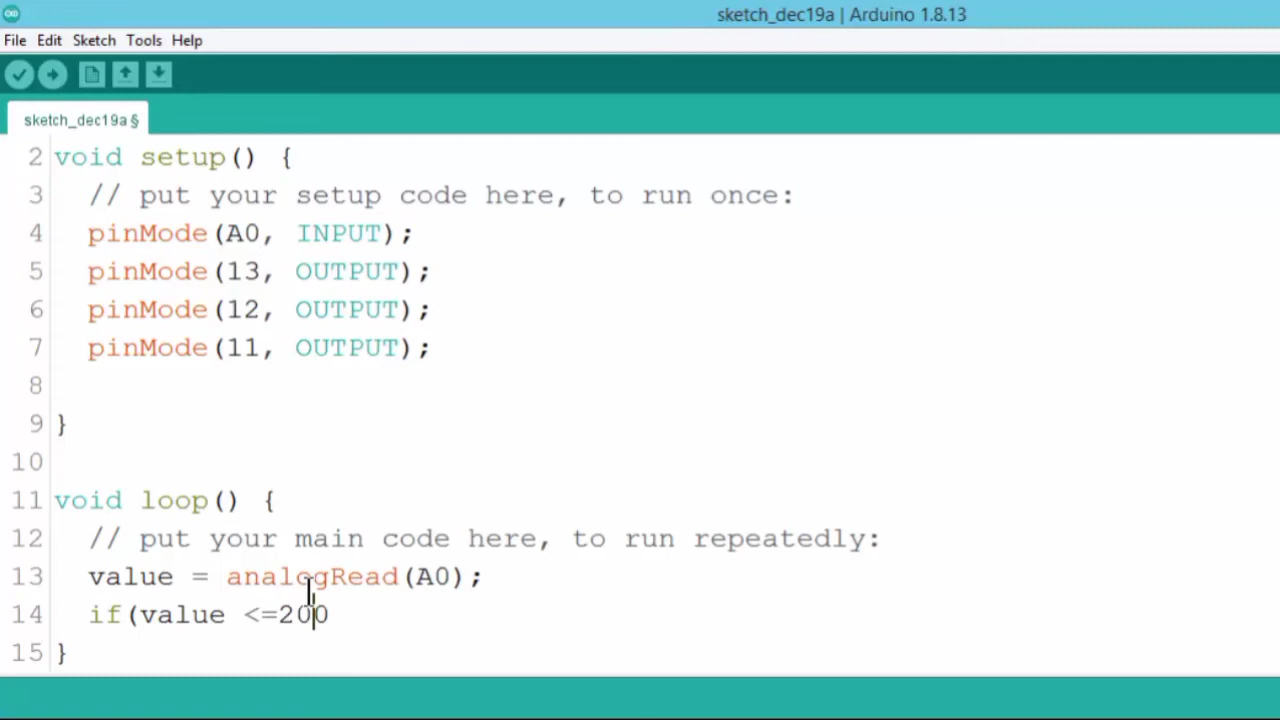 sketch_dec19a | Arduino 1.8.13
File Edit Sketch Tools Help
sketch_dec19a §
2 void setup() {
3 // put your setup code here, to run once:
4 pinMode(A0, INPUT);
5 pinMode(13, OUTPUT);
6 pinMode(12, OUTPUT);
7 pinMode(11, OUTPUT);
8
9 }
10
11 void loop() {
12 // put your main code here, to run repeatedly:
13 value = analogRead(A0);
14 if(value <=200
15 }